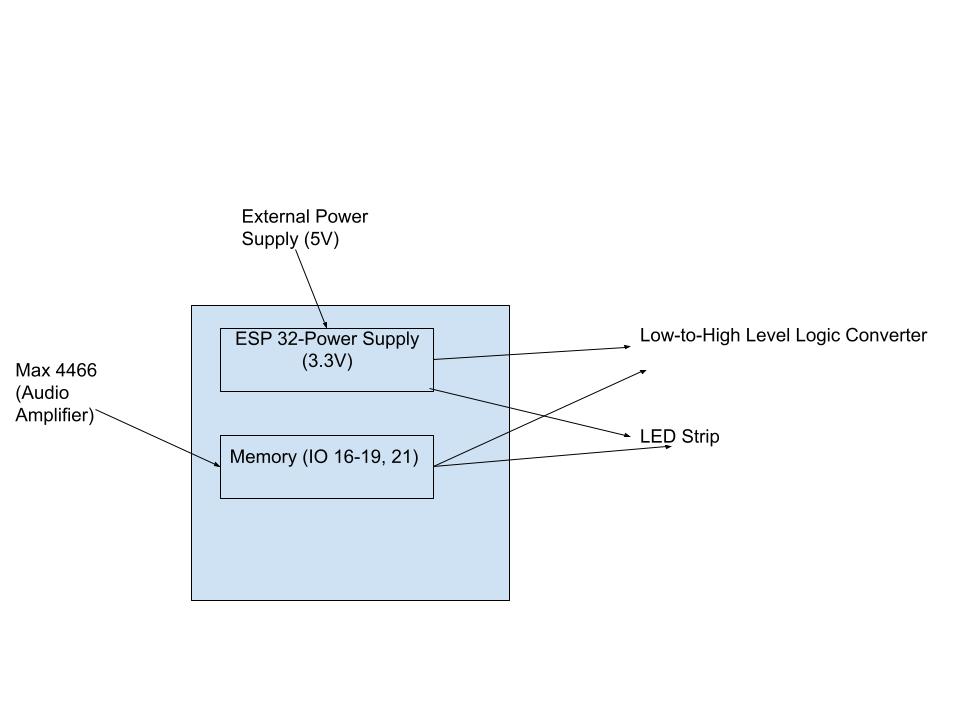 External Power
Supply (5V)
ESP 32-Power Supply
(3.3V)
Low-to-High Level Logic Converter
Max 4466
(Audio
Amplifier)
LED Strip
Memory (IO 16-19, 21)